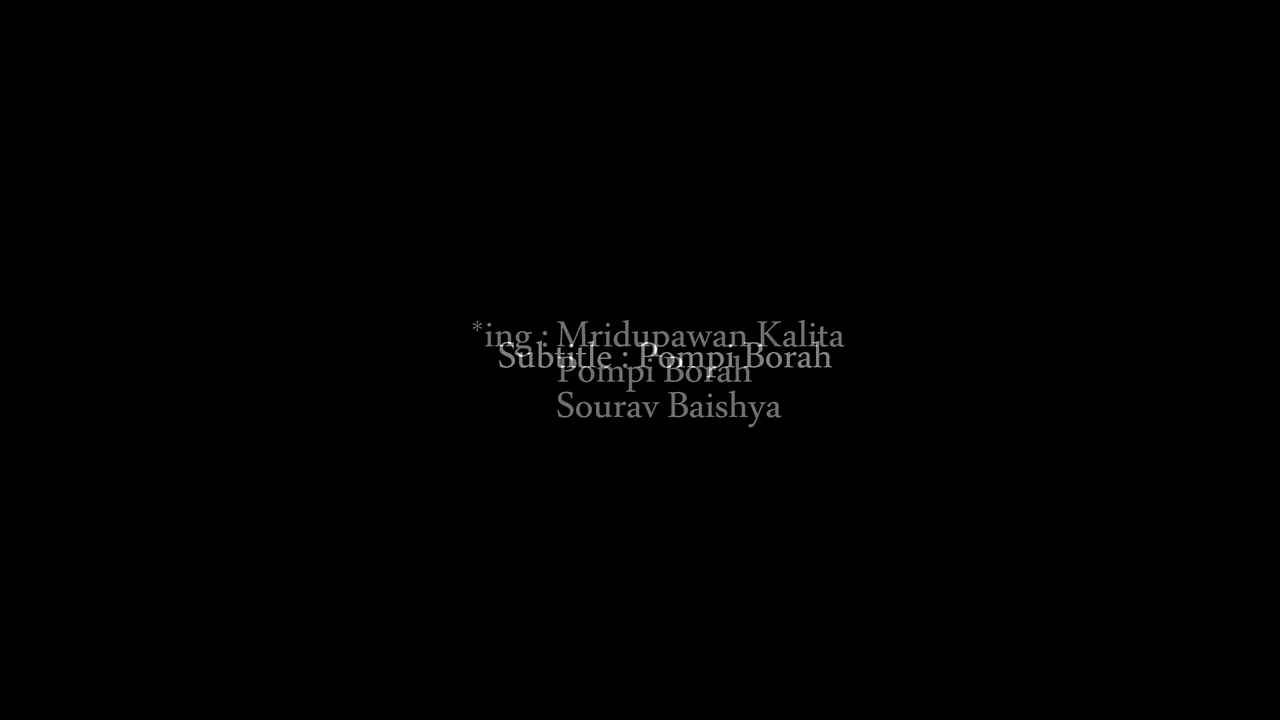 *ing : Mridupawan Kalita
Subtitle : Pompi Borah
Pompi Borah
Sourav Baishya